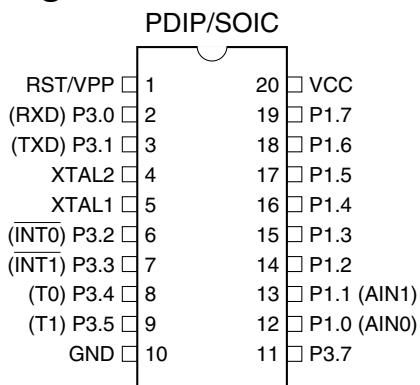 PDIP/SOIC
RST/VPP 1 20 VCC
(RXD) P3.0 2 19 P1.7
(TXD) P3.1 3 18 P1.6
XTAL2 4 17 P1.5
XTAL1 5 16 P1.4
(INT0) P3.2 6 15 P1.3
(INT1) P3.3 7 14 P1.2
(T0) P3.4 8 13 P1.1 (AIN1)
(T1) P3.5 9 12 P1.0 (AIN0)
GND 10 11 P3.7